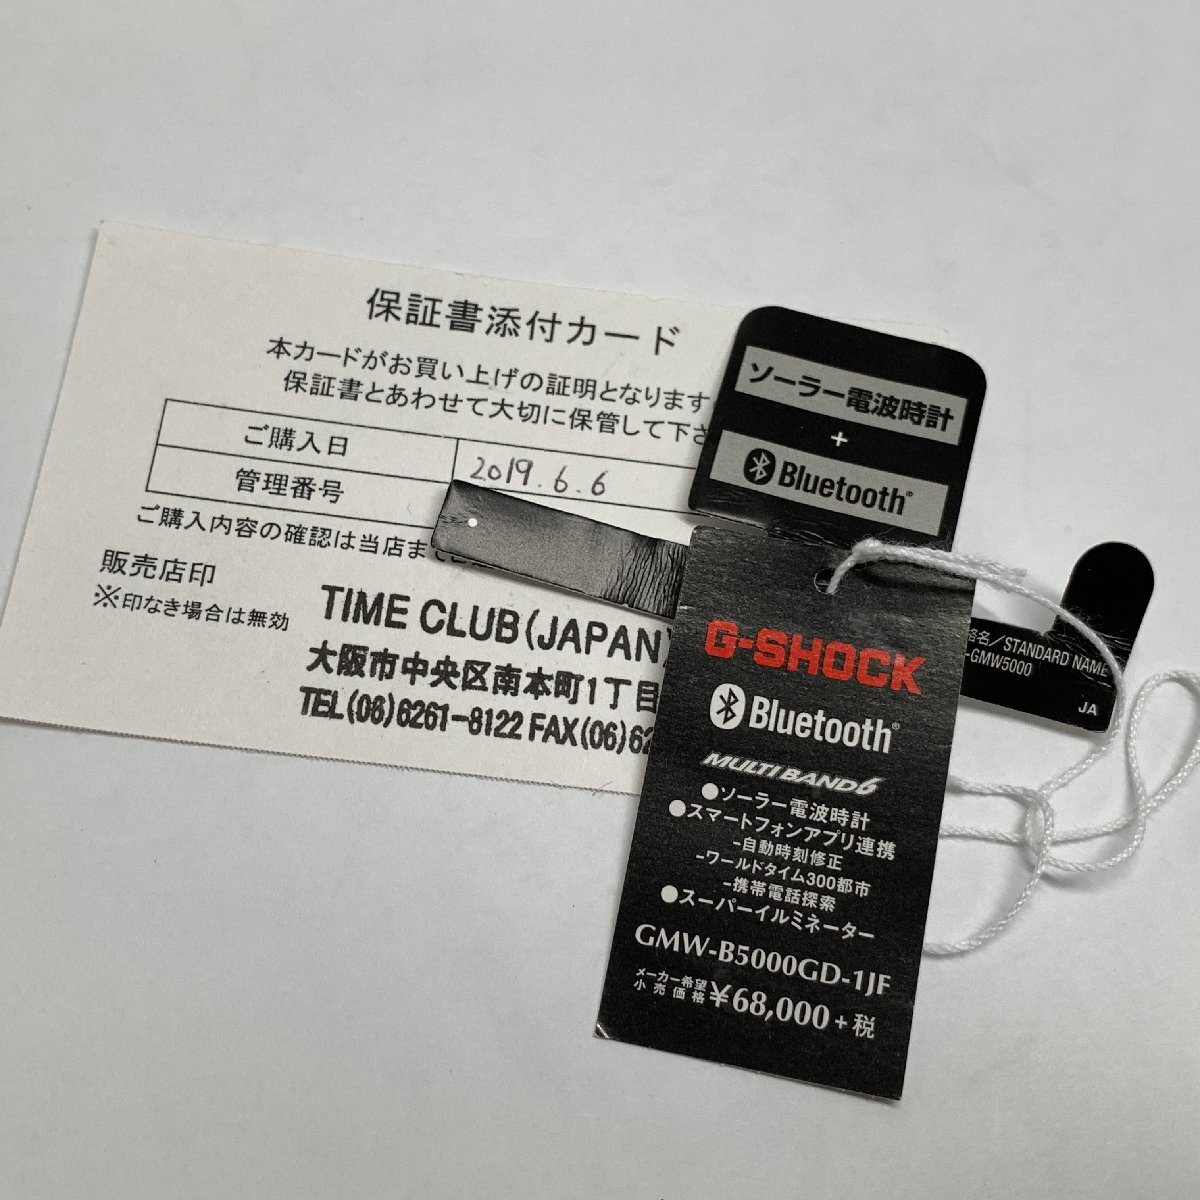 保証書添付カード
本カードがお買い上げの証明となります
保証書とあわせて大切に保管して下さ
ご購入日
2019.6.6
管理番号
ご購入内容の確認は当店ま
販売店印
※印なき場合は無効
TIME CLUB(JAPAN)
大阪市中央区南本町1丁目
TEL(06)6261-8122 FAX(06)62
ソーラー電波時計
+
Bluetooth®
格名/STANDARD NAME
-GMW5000
JA
G-SHOCK
Bluetooth®
MULTI BAND 6
●ソーラー電波時計
●スマートフォンアプリ連携
-自動時刻修正
-ワールドタイム300都市
-携帯電話探索
●スーパーイルミネーター
GMW-B5000GD-1JF
メーカー希望
小売価格 ¥68,000+税